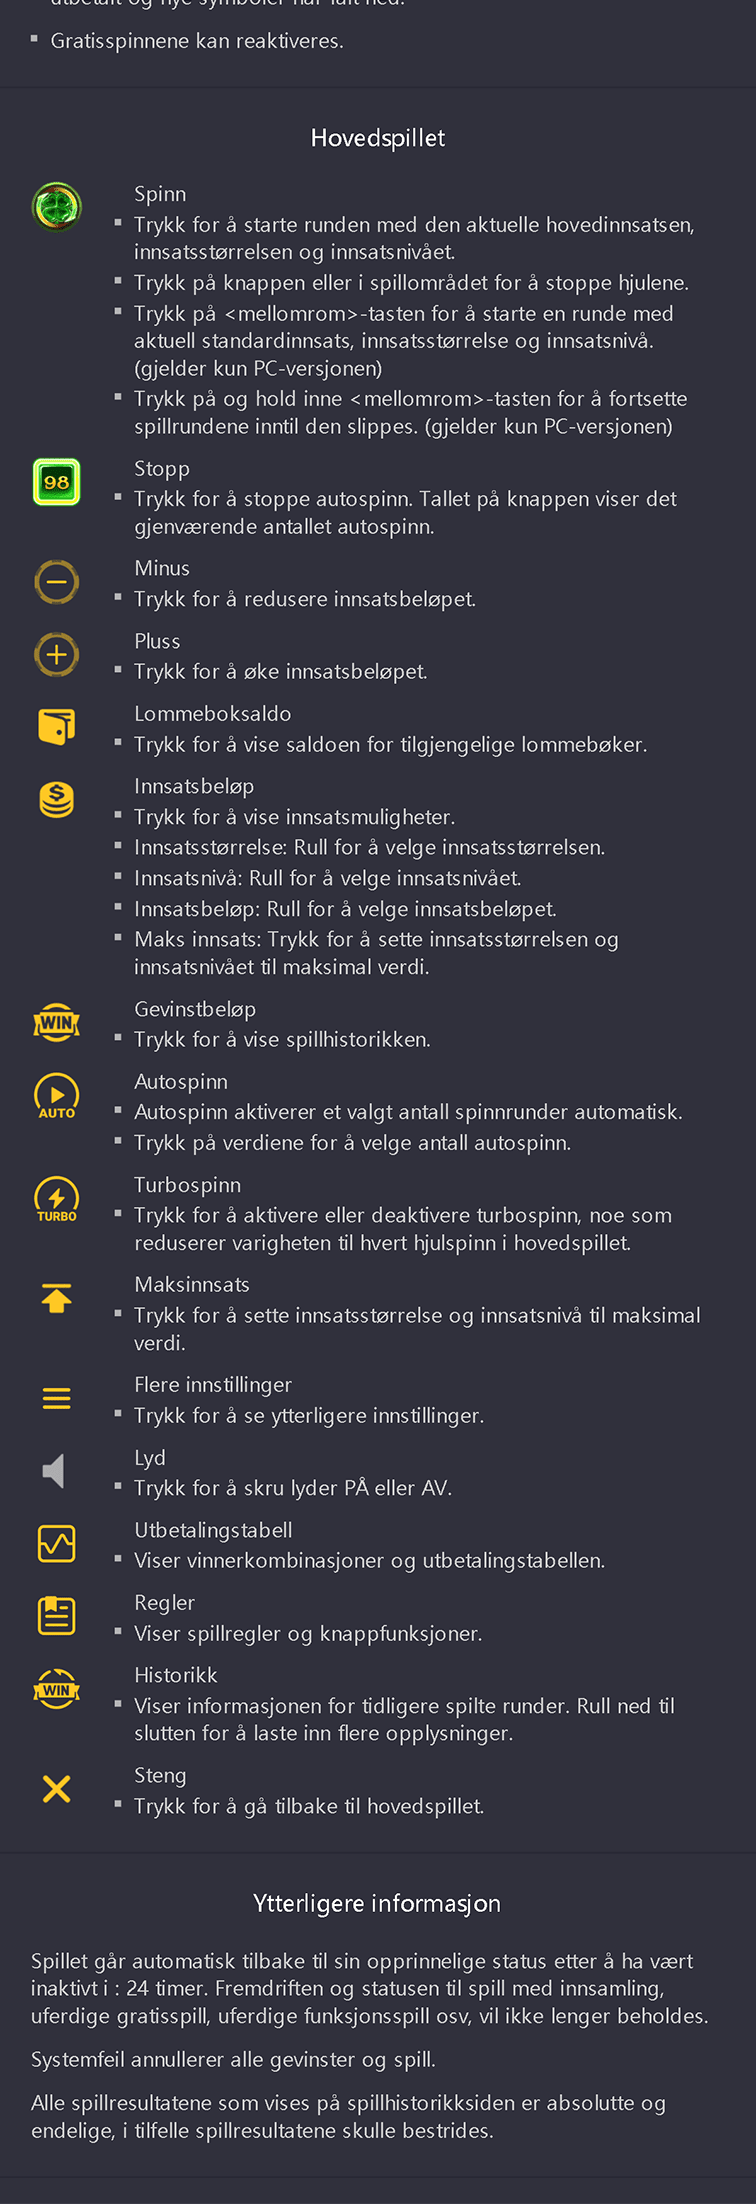 utbetalt og nye symboler har falt ned.
▪ Gratisspinnene kan reaktiveres.
Hovedspillet
Spinn
▪ Trykk for å starte runden med den aktuelle hovedinnsatsen,
innsatsstørrelsen og innsatsnivået.
▪ Trykk på knappen eller i spillområdet for å stoppe hjulene.
▪ Trykk på <mellomrom>-tasten for å starte en runde med
aktuell standardinnsats, innsatsstørrelse og innsatsnivå.
(gjelder kun PC-versjonen)
▪ Trykk på og hold inne <mellomrom>-tasten for å fortsette
spillrundene inntil den slippes. (gjelder kun PC-versjonen)
98
Stopp
▪ Trykk for å stoppe autospinn. Tallet på knappen viser det
gjenværende antallet autospinn.
Minus
▪ Trykk for å redusere innsatsbeløpet.
Pluss
▪ Trykk for å øke innsatsbeløpet.
Lommeboksaldo
▪ Trykk for å vise saldoen for tilgjengelige lommebøker.
$
Innsatsbeløp
▪ Trykk for å vise innsatsmuligheter.
▪ Innsatsstørrelse: Rull for å velge innsatsstørrelsen.
▪ Innsatsnivå: Rull for å velge innsatsnivået.
▪ Innsatsbeløp: Rull for å velge innsatsbeløpet.
▪ Maks innsats: Trykk for å sette innsatsstørrelsen og
innsatsnivået til maksimal verdi.
WIN
Gevinstbeløp
▪ Trykk for å vise spillhistorikken.
AUTO
Autospinn
▪ Autospinn aktiverer et valgt antall spinnrunder automatisk.
▪ Trykk på verdiene for å velge antall autospinn.
TURBO
Turbospinn
▪ Trykk for å aktivere eller deaktivere turbospinn, noe som
reduserer varigheten til hvert hjulspinn i hovedspillet.
Maksinnsats
▪ Trykk for å sette innsatsstørrelse og innsatsnivå til maksimal
verdi.
Flere innstillinger
▪ Trykk for å se ytterligere innstillinger.
Lyd
▪ Trykk for å skru lyder PÅ eller AV.
Utbetalingstabell
▪ Viser vinnerkombinasjoner og utbetalingstabellen.
Regler
▪ Viser spillregler og knappfunksjoner.
WIN
Historikk
▪ Viser informasjonen for tidligere spilte runder. Rull ned til
slutten for å laste inn flere opplysninger.
Steng
▪ Trykk for å gå tilbake til hovedspillet.
Ytterligere informasjon
Spillet går automatisk tilbake til sin opprinnelige status etter å ha vært
inaktivt i : 24 timer. Fremdriften og statusen til spill med innsamling,
uferdige gratisspill, uferdige funksjonsspill osv, vil ikke lenger beholdes.
Systemfeil annullerer alle gevinster og spill.
Alle spillresultatene som vises på spillhistorikksiden er absolutte og
endelige, i tilfelle spillresultatene skulle bestrides.